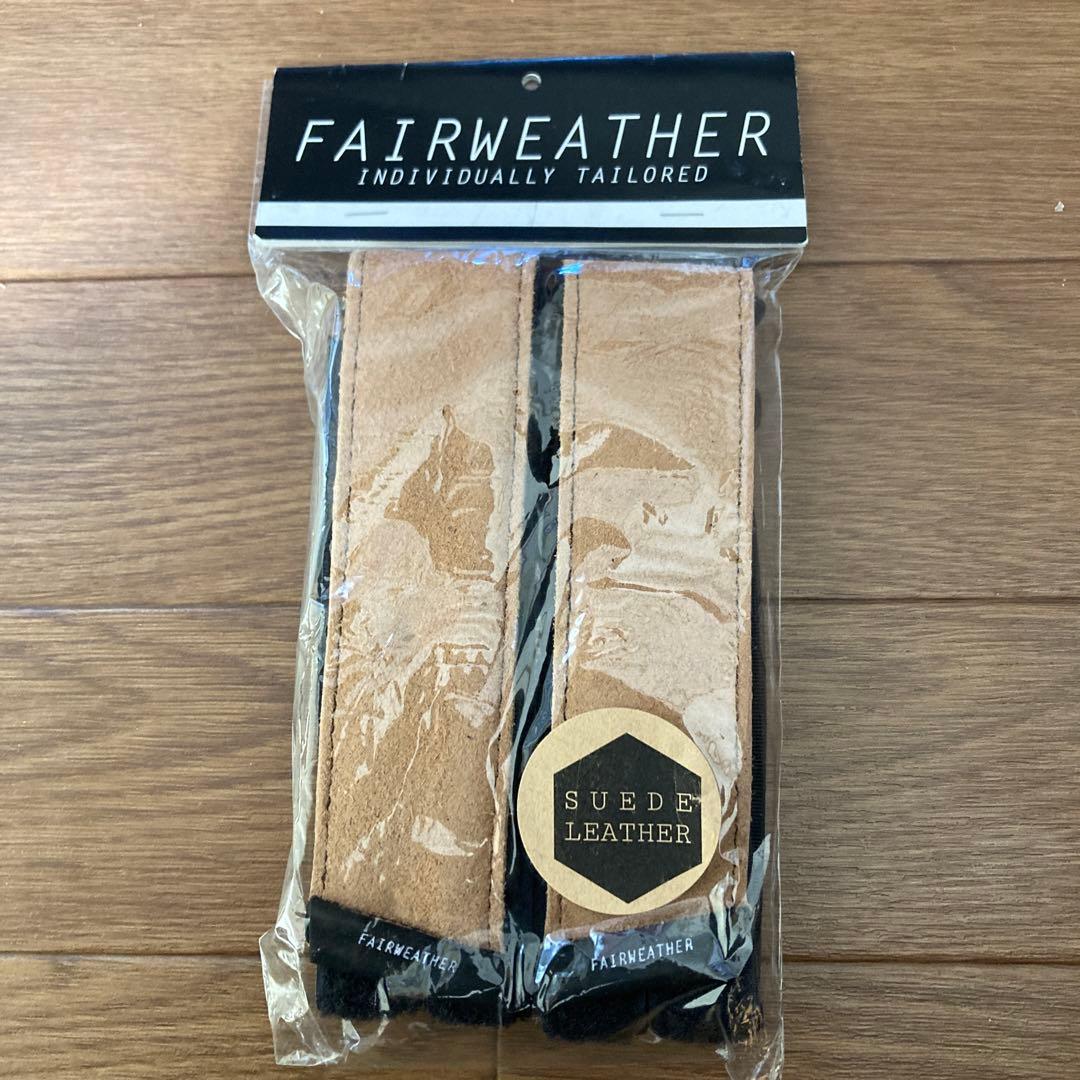 FAIRWEATHER
INDIVIDUALLY TAILORED
SUEDE
LEATHER
FAIRWEATHER
FAIRWEATHER